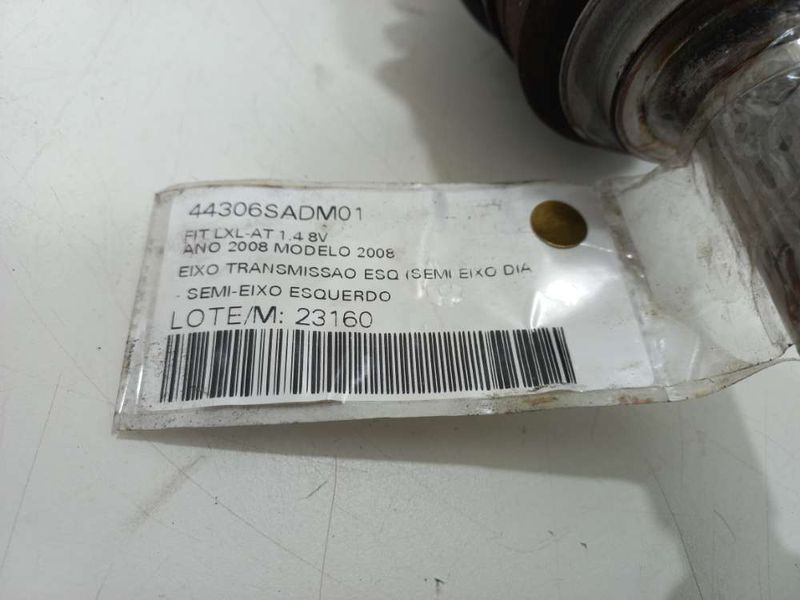 44306SADM01
FIT LXL-AT 1.4 8V
ANO 2008 MODELO 2008
EIXO TRANSMISSAO ESQ (SEMI EIXO DIA
- SEMI-EIXO ESQUERDO
LOTE/M: 23160